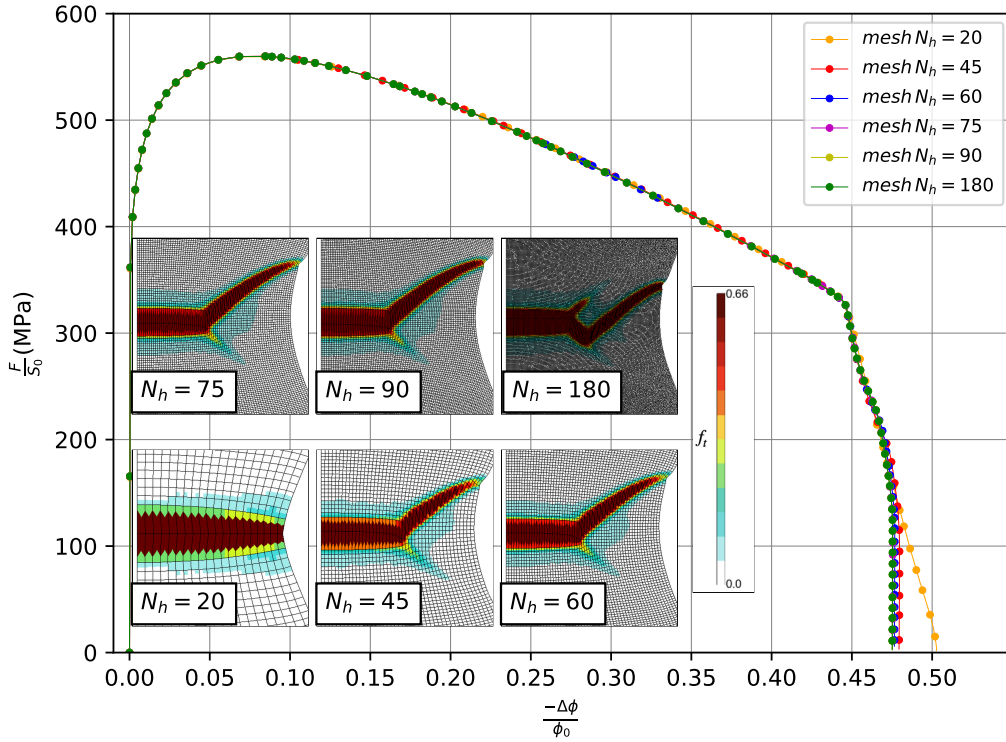 600
500
400
300
200
100
0
F/S₀ (MPa)
mesh N_h = 20
mesh N_h = 45
mesh N_h = 60
mesh N_h = 75
mesh N_h = 90
mesh N_h = 180
N_h = 75
N_h = 90
N_h = 180
N_h = 20
N_h = 45
N_h = 60
0.66
f_t
0.0
0.00 0.05 0.10 0.15 0.20 0.25 0.30 0.35 0.40 0.45 0.50
−Δϕ/ϕ₀